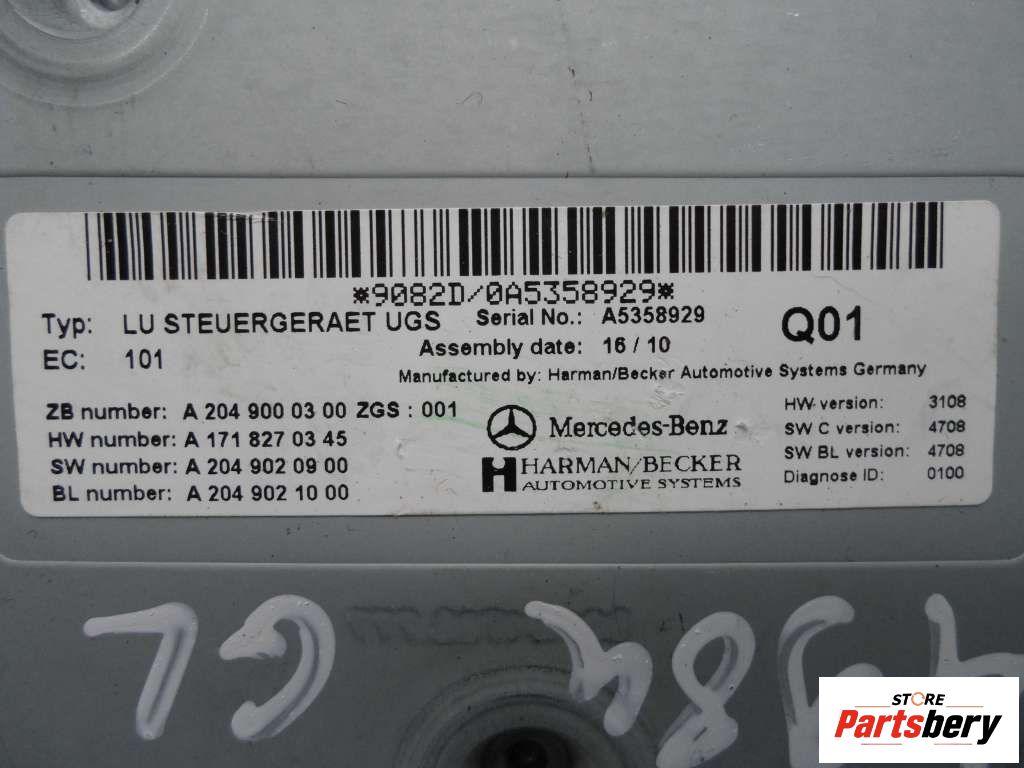 *9082D/0A5358929*
Typ: LU STEUERGERAET UGS Serial No.: A5358929 Q01
EC: 101 Assembly date: 16 / 10
Manufactured by: Harman/Becker Automotive Systems Germany
ZB number: A 204 900 03 00 ZGS : 001
HW number: A 171 827 03 45
SW number: A 204 902 09 00
BL number: A 204 902 10 00
Mercedes-Benz
HARMAN/BECKER
AUTOMOTIVE SYSTEMS
HW version: 3108
SW C version: 4708
SW BL version: 4708
Diagnose ID: 0100
STORE
Partsbery